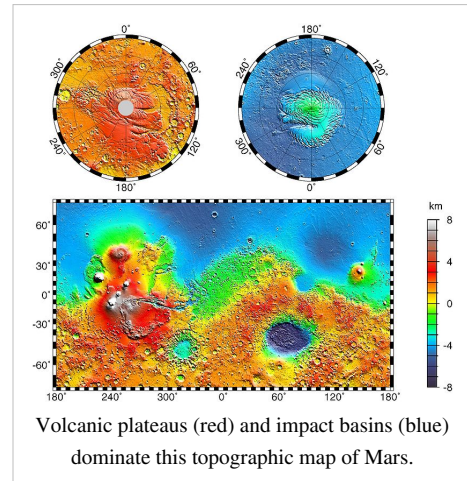 0° 180°
300° 60° 240° 120°
240° 120° 300° 60°
180° 0°
km
60° 8
30° 4
0° 0
-30° -4
-60° -8
180° 240° 300° 0° 60° 120° 180°
Volcanic plateaus (red) and impact basins (blue)
dominate this topographic map of Mars.